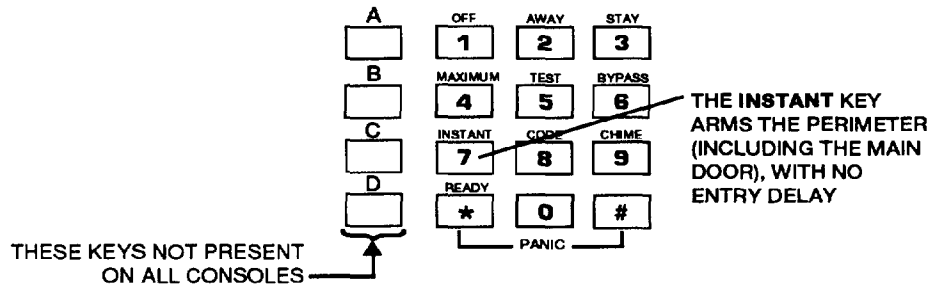 A OFF AWAY STAY
1 2 3
B MAXIMUM TEST BYPASS
4 5 6
C INSTANT CODE CHIME
7 8 9
D READY
* 0 #
PANIC
THE INSTANT KEY
ARMS THE PERIMETER
(INCLUDING THE MAIN
DOOR), WITH NO
ENTRY DELAY
THESE KEYS NOT PRESENT
ON ALL CONSOLES